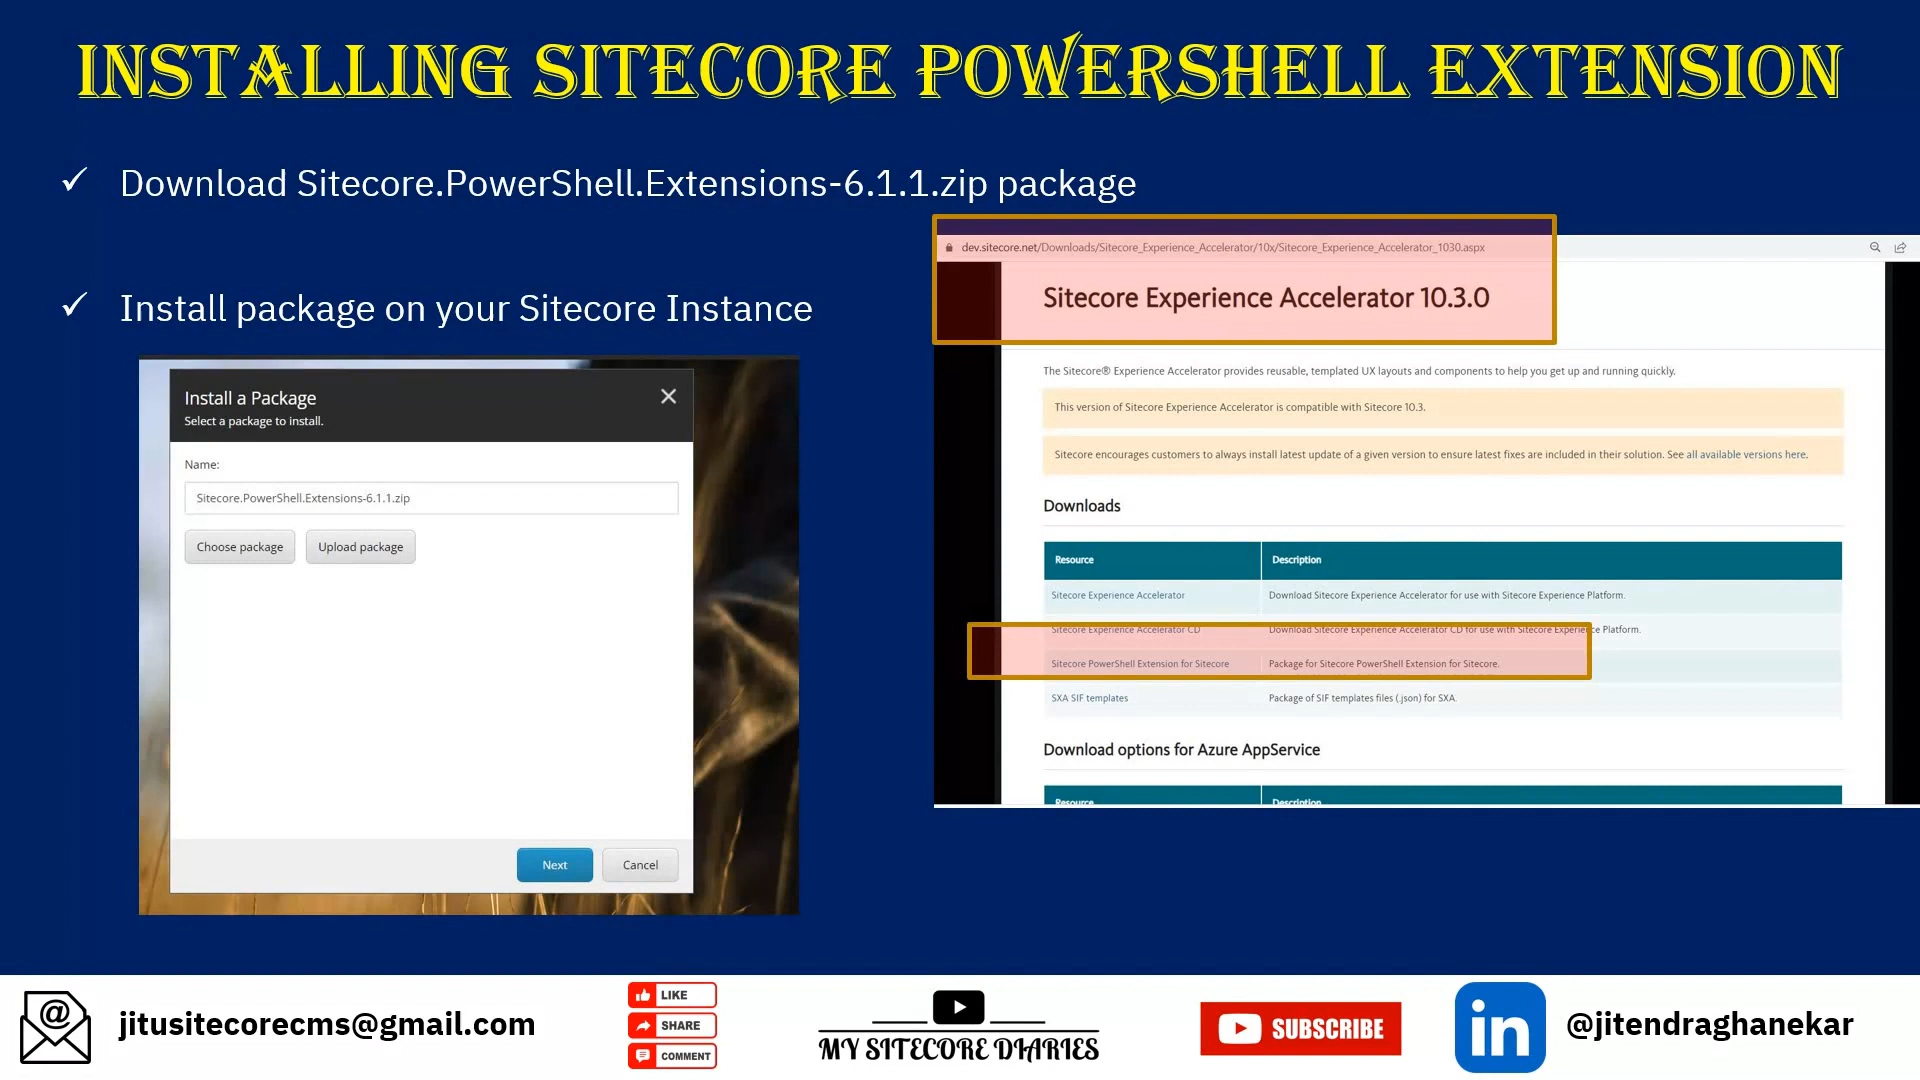 INSTALLING SITECORE POWERSHELL EXTENSION
✓ Download Sitecore.PowerShell.Extensions-6.1.1.zip package
✓ Install package on your Sitecore Instance
Install a Package
Select a package to install.
Name:
Sitecore.PowerShell.Extensions-6.1.1.zip
Choose package Upload package
Next Cancel
dev.sitecore.net/Downloads/Sitecore_Experience_Accelerator/10x/Sitecore_Experience_Accelerator_1030.aspx
Sitecore Experience Accelerator 10.3.0
The Sitecore® Experience Accelerator provides reusable, templated UX layouts and components to help you get up and running quickly.
This version of Sitecore Experience Accelerator is compatible with Sitecore 10.3.
Sitecore encourages customers to always install latest update of a given version to ensure latest fixes are included in their solution. See all available versions here.
Downloads
Resource Description
Sitecore Experience Accelerator Download Sitecore Experience Accelerator for use with Sitecore Experience Platform.
Sitecore Experience Accelerator CD Download Sitecore Experience Accelerator CD for use with Sitecore Experience Platform.
Sitecore PowerShell Extension for Sitecore Package for Sitecore PowerShell Extension for Sitecore.
SXA SIF templates Package of SIF templates files (.json) for SXA.
Download options for Azure AppService
Resource Description
jitusitecorecms@gmail.com
LIKE
SHARE
COMMENT
MY SITECORE DIARIES
SUBSCRIBE
in
@jitendraghanekar